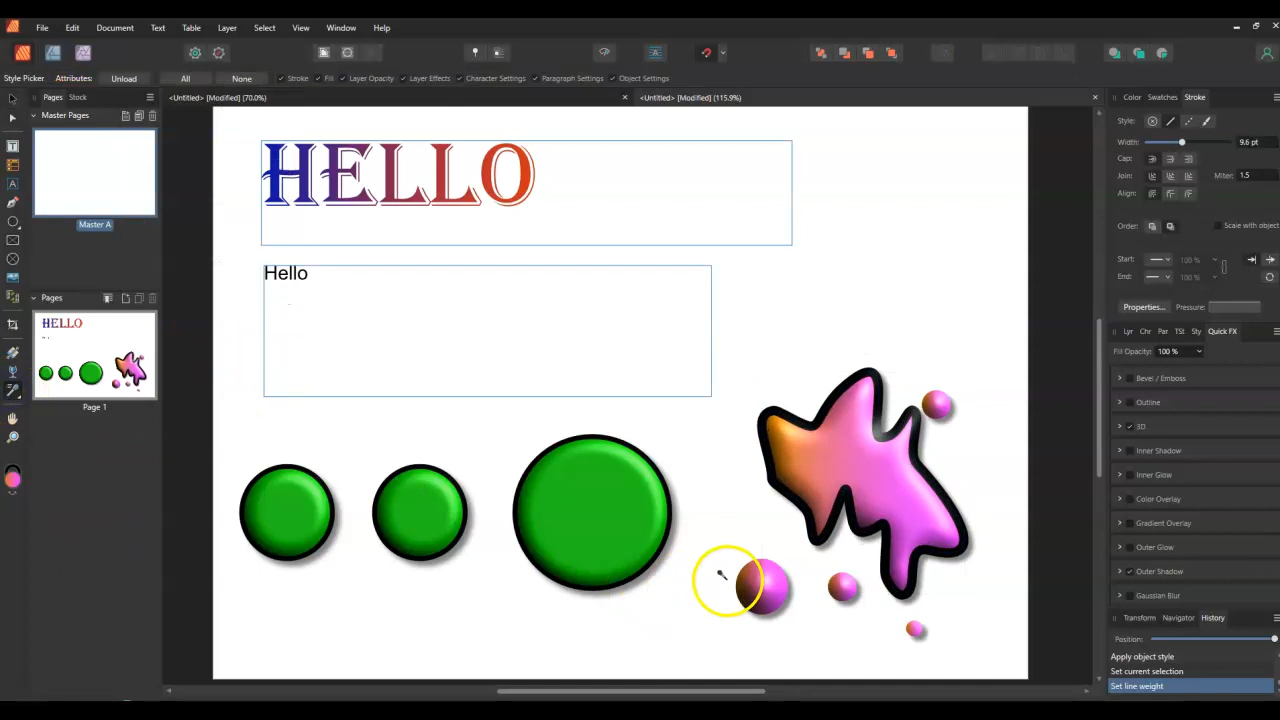 File Edit Document Text Table Layer Select View Window Help
Style Picker Attributes: Unload All None Stroke Fill Layer Opacity Layer Effects Character Settings Paragraph Settings Object Settings
Pages Stock
<Untitled> [Modified] (70.0%)
<Untitled> [Modified] (115.9%)
Master Pages
Master A
Pages
HELLO
Page 1
HELLO
Hello
Color Swatches Stroke
Style:
Width: 9.6 pt
Cap:
Join: Miter: 1.5
Align:
Order: Scale with object
Start: 100 %
End: 100 %
Properties... Pressure:
Lyr Chr Par TSt Sty Quick FX
Fill Opacity: 100 %
Bevel / Emboss
Outline
3D
Inner Shadow
Inner Glow
Color Overlay
Gradient Overlay
Outer Glow
Outer Shadow
Gaussian Blur
Transform Navigator History
Position:
Apply object style
Set current selection
Set line weight